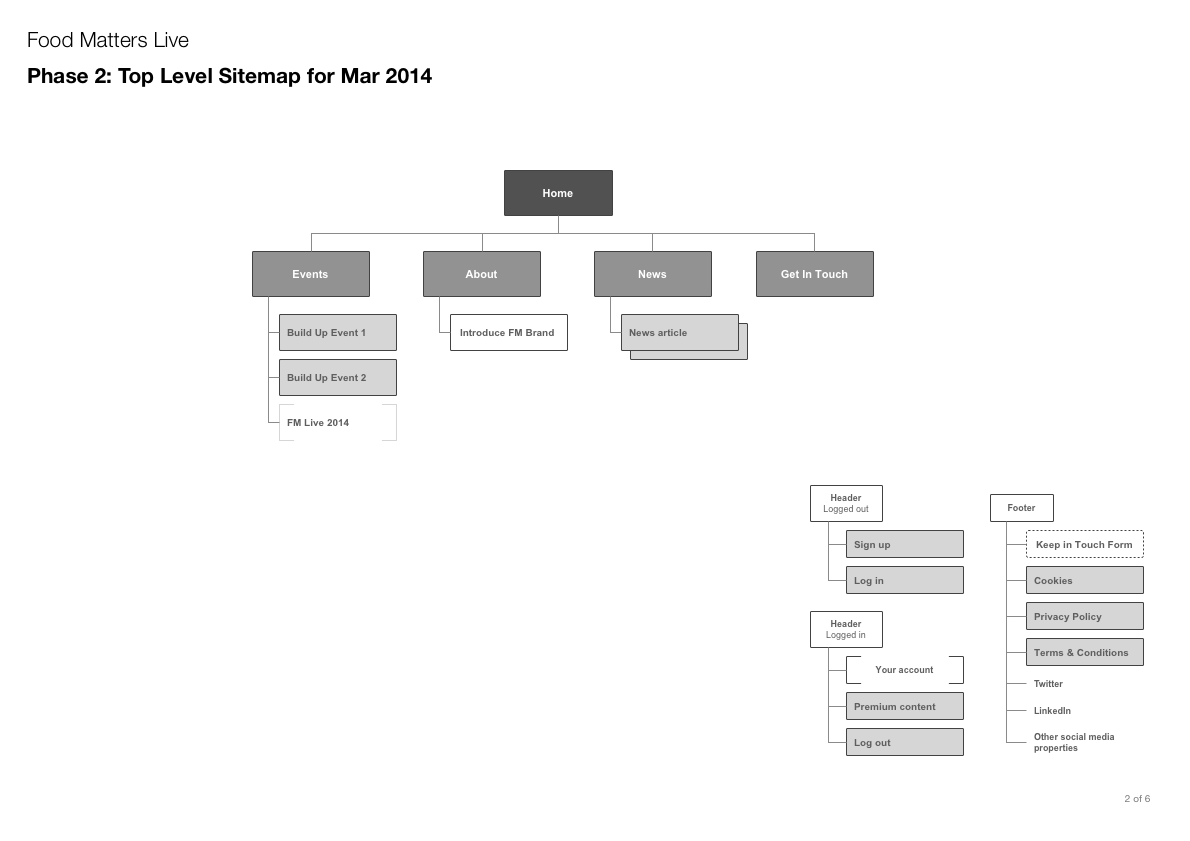 Food Matters Live
Phase 2: Top Level Sitemap for Mar 2014
Home
Events
About
News
Get In Touch
Build Up Event 1
Introduce FM Brand
News article
Build Up Event 2
FM Live 2014
Header
Logged out
Sign up
Log in
Header
Logged in
Your account
Premium content
Log out
Footer
Keep in Touch Form
Cookies
Privacy Policy
Terms & Conditions
Twitter
LinkedIn
Other social media
properties
2 of 6